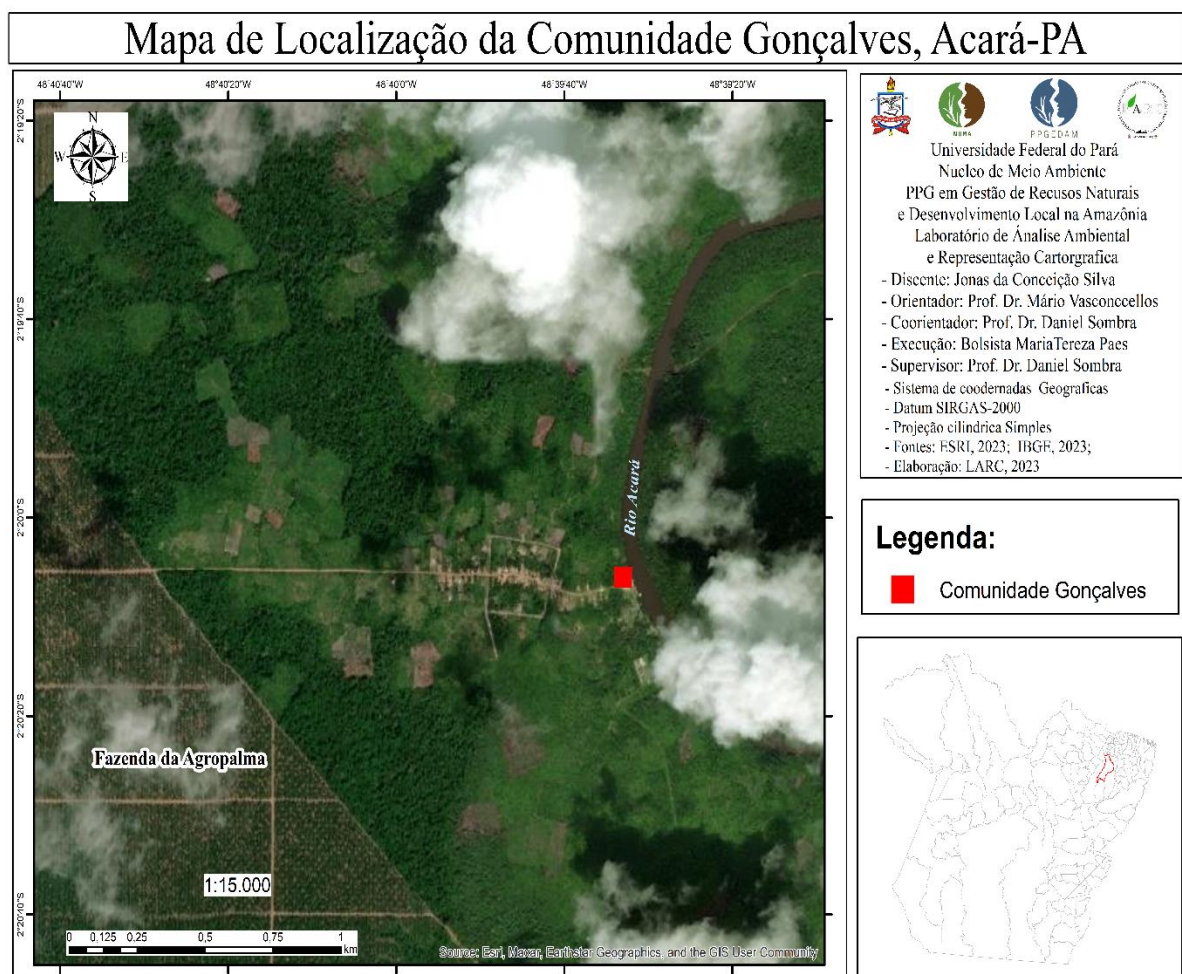 Mapa de Localização da Comunidade Gonçalves, Acará-PA
48°40'40"W
48°40'20"W
48°40'0"W
48°39'40"W
48°39'20"W
2°19'20"S
2°19'40"S
2°20'0"S
2°20'20"S
2°20'40"S
N
W
E
S
Rio Acará
Fazenda da Agropalma
1:15.000
0 0,125 0,25 0,5 0,75 1
km
Source: Esri, Maxar, Earthstar Geographics, and the GIS User Community
NUMA
PPGEDAM
Universidade Federal do Pará
Nucleo de Meio Ambiente
PPG em Gestão de Recusos Naturais
e Desenvolvimento Local na Amazônia
Laboratório de Ánalise Ambiental
e Representação Cartorgrafica
- Discente: Jonas da Conceição Silva
- Orientador: Prof. Dr. Mário Vasconccellos
- Coorientador: Prof. Dr. Daniel Sombra
- Execução: Bolsista MariaTereza Paes
- Supervisor: Prof. Dr. Daniel Sombra
- Sistema de coodernadas Geograficas
- Datum SIRGAS-2000
- Projeção cilindrica Simples
- Fontes: ESRI, 2023; IBGE, 2023;
- Elaboração: LARC, 2023
Legenda:
Comunidade Gonçalves